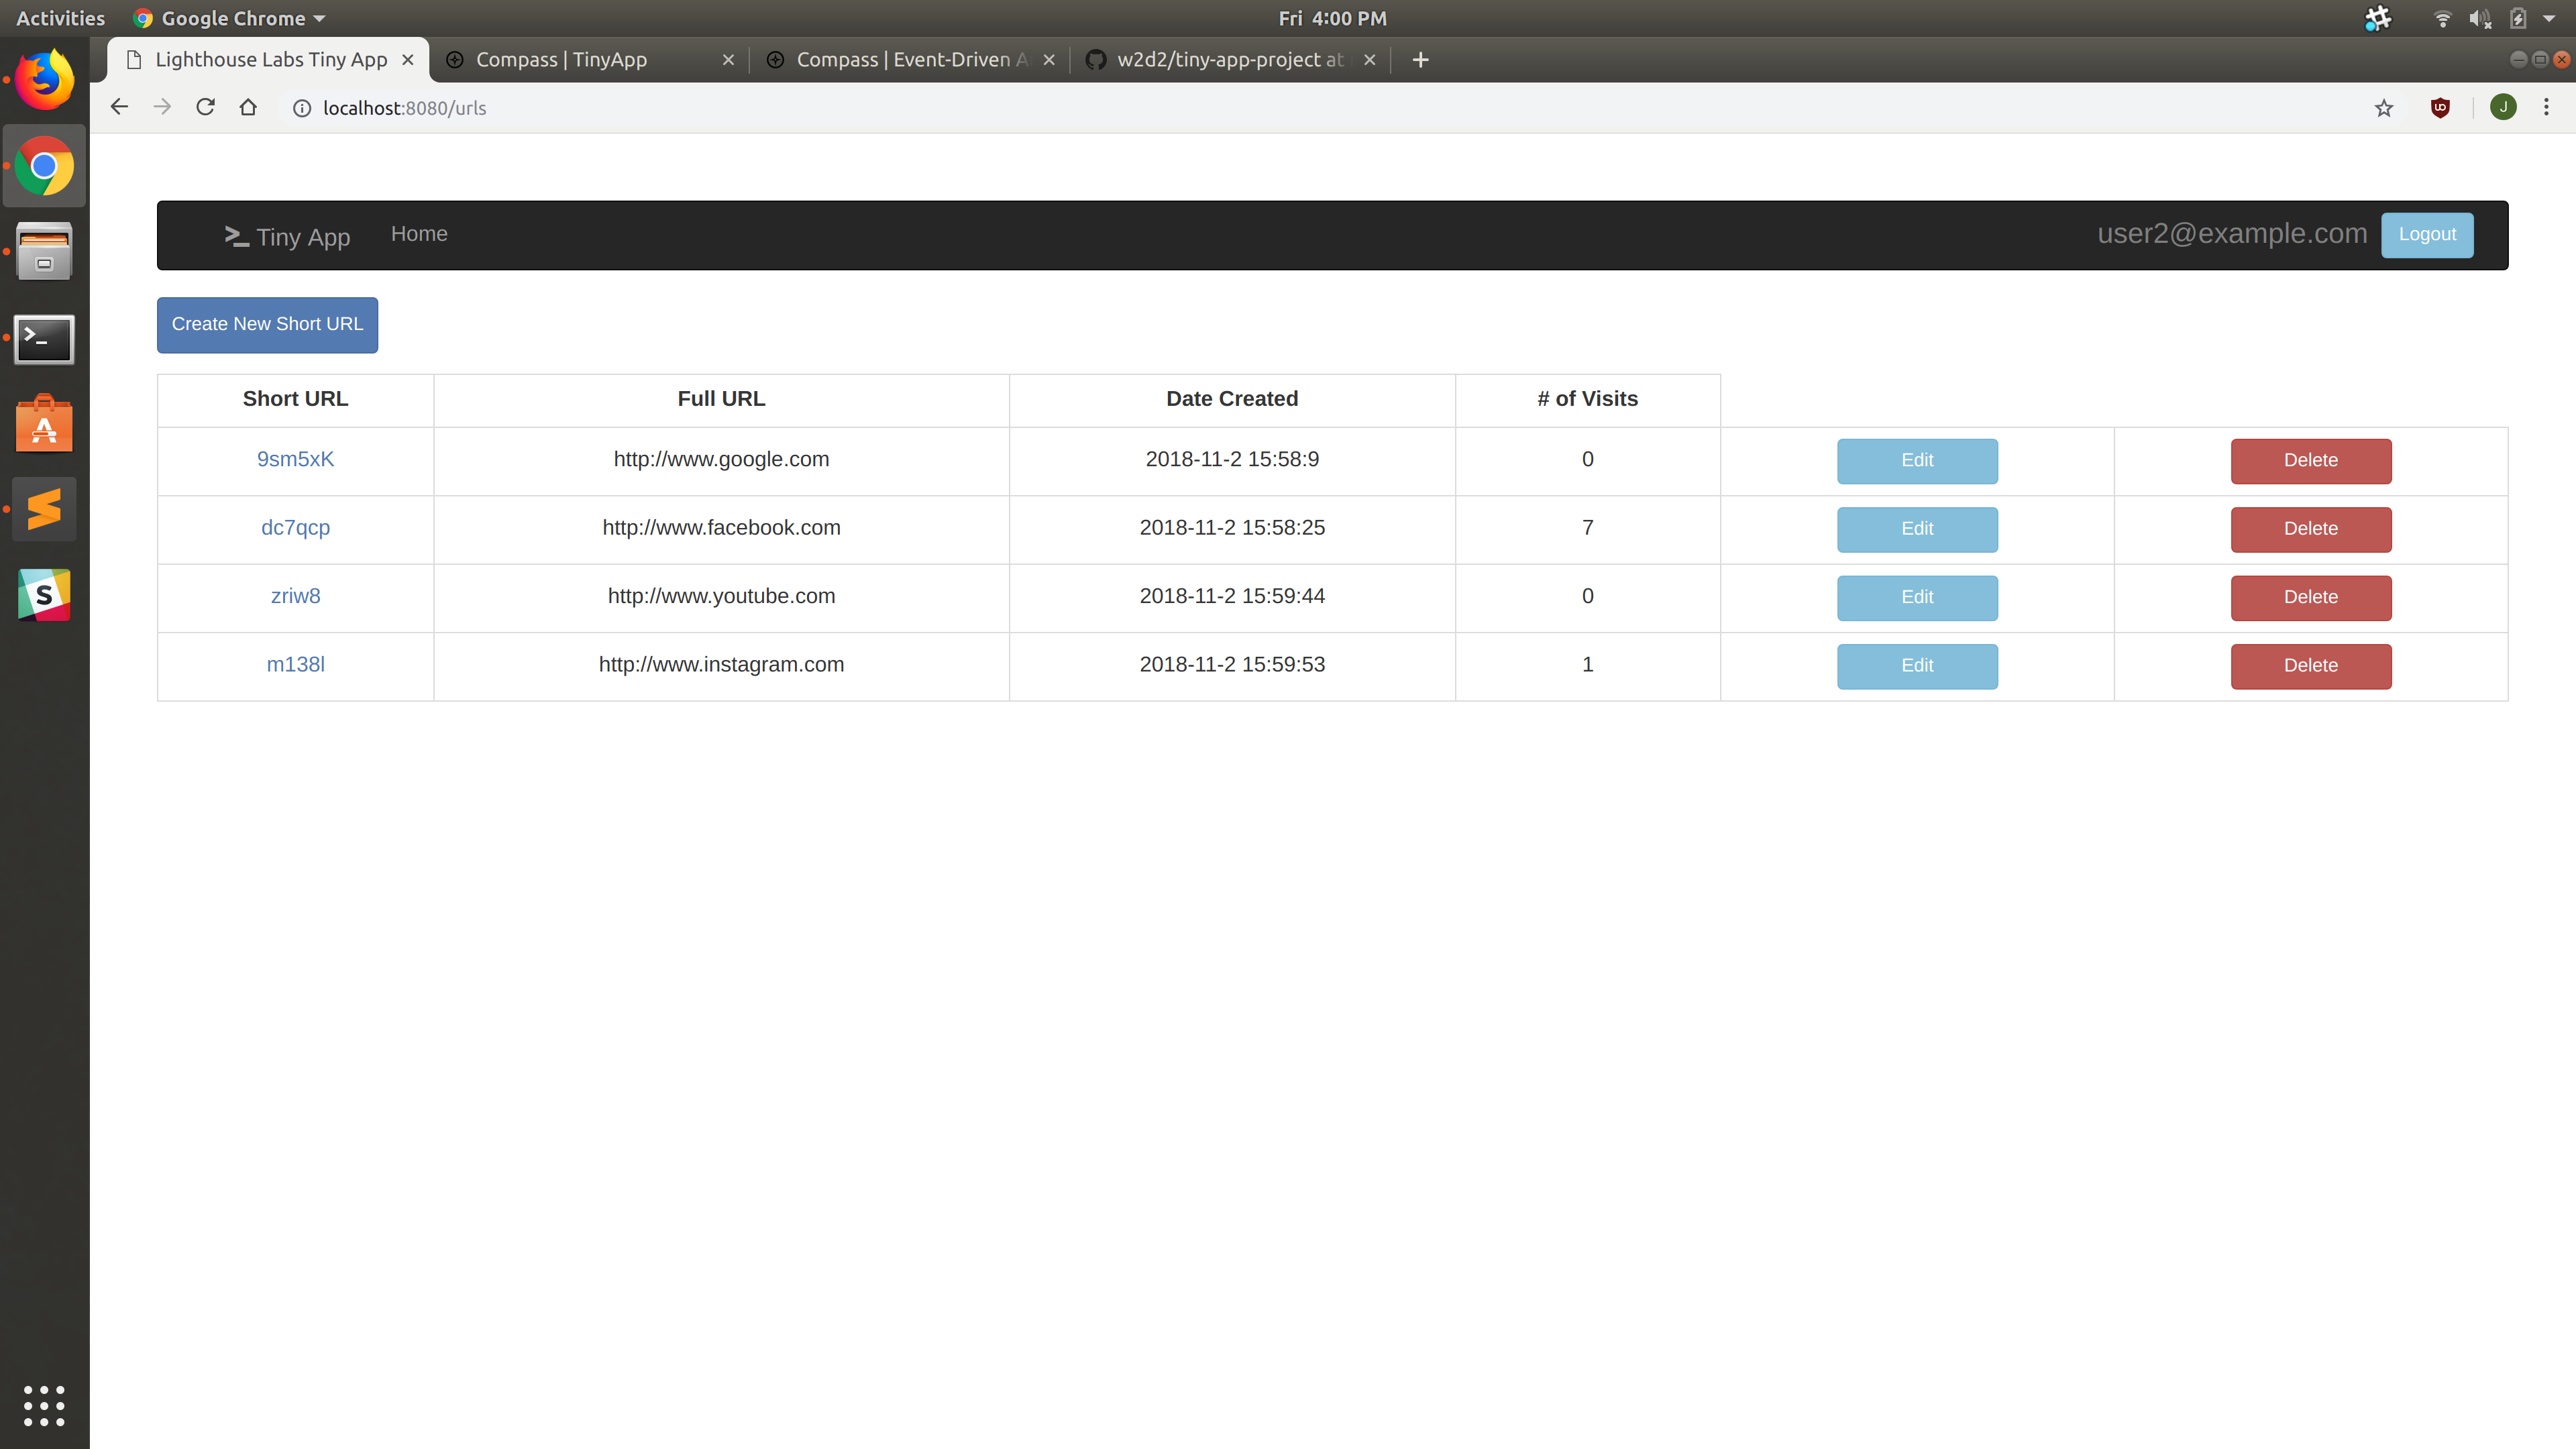 Activities Google Chrome Fri 4:00 PM
Lighthouse Labs Tiny App Compass | TinyApp Compass | Event-Driven A w2d2/tiny-app-project at
localhost:8080/urls J
Tiny App Home user2@example.com Logout
Create New Short URL
Short URL Full URL Date Created # of Visits
9sm5xK http://www.google.com 2018-11-2 15:58:9 0 Edit Delete
dc7qcp http://www.facebook.com 2018-11-2 15:58:25 7 Edit Delete
zriw8 http://www.youtube.com 2018-11-2 15:59:44 0 Edit Delete
m138l http://www.instagram.com 2018-11-2 15:59:53 1 Edit Delete